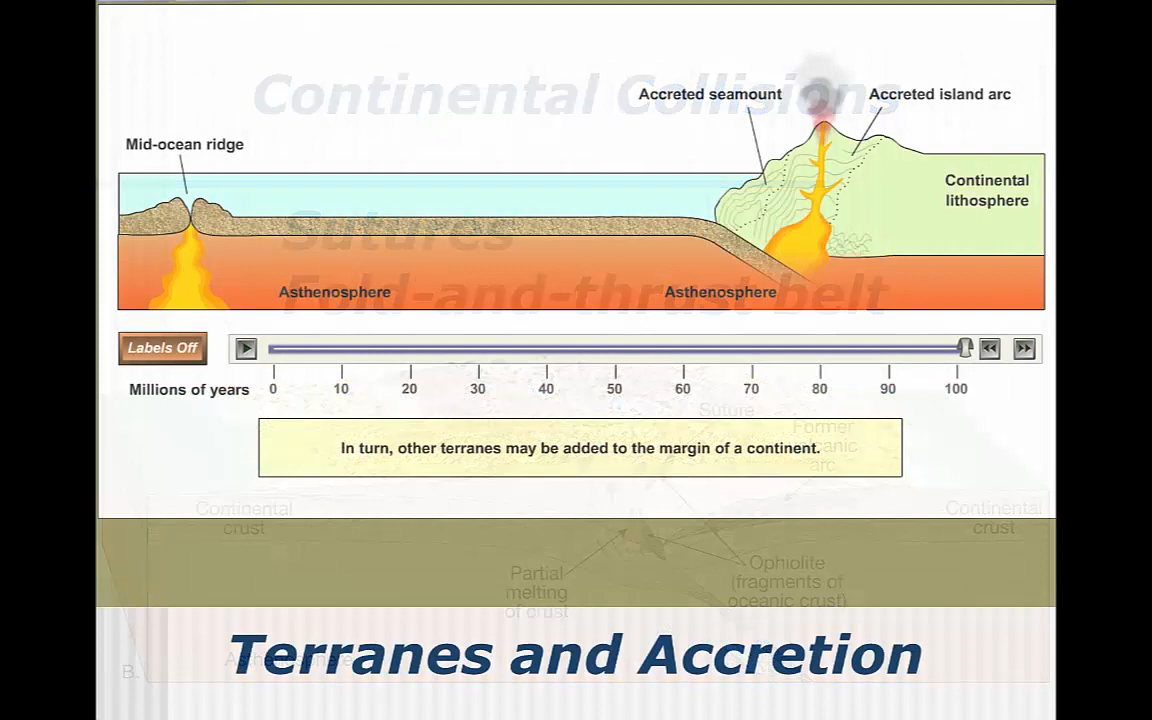 Continental Collisions
Accreted seamount
Accreted island arc
Mid-ocean ridge
Continental
lithosphere
Sutures
Fold-and-thrust belt
Asthenosphere
Asthenosphere
Labels Off
Millions of years
0 10 20 30 40 50 60 70 80 90 100
Suture
Former
volcanic
arc
In turn, other terranes may be added to the margin of a continent.
Continental
crust
Continental
crust
Partial
melting
of crust
Ophiolite
(fragments of
oceanic crust)
Terranes and Accretion
Asthenosphere
B.